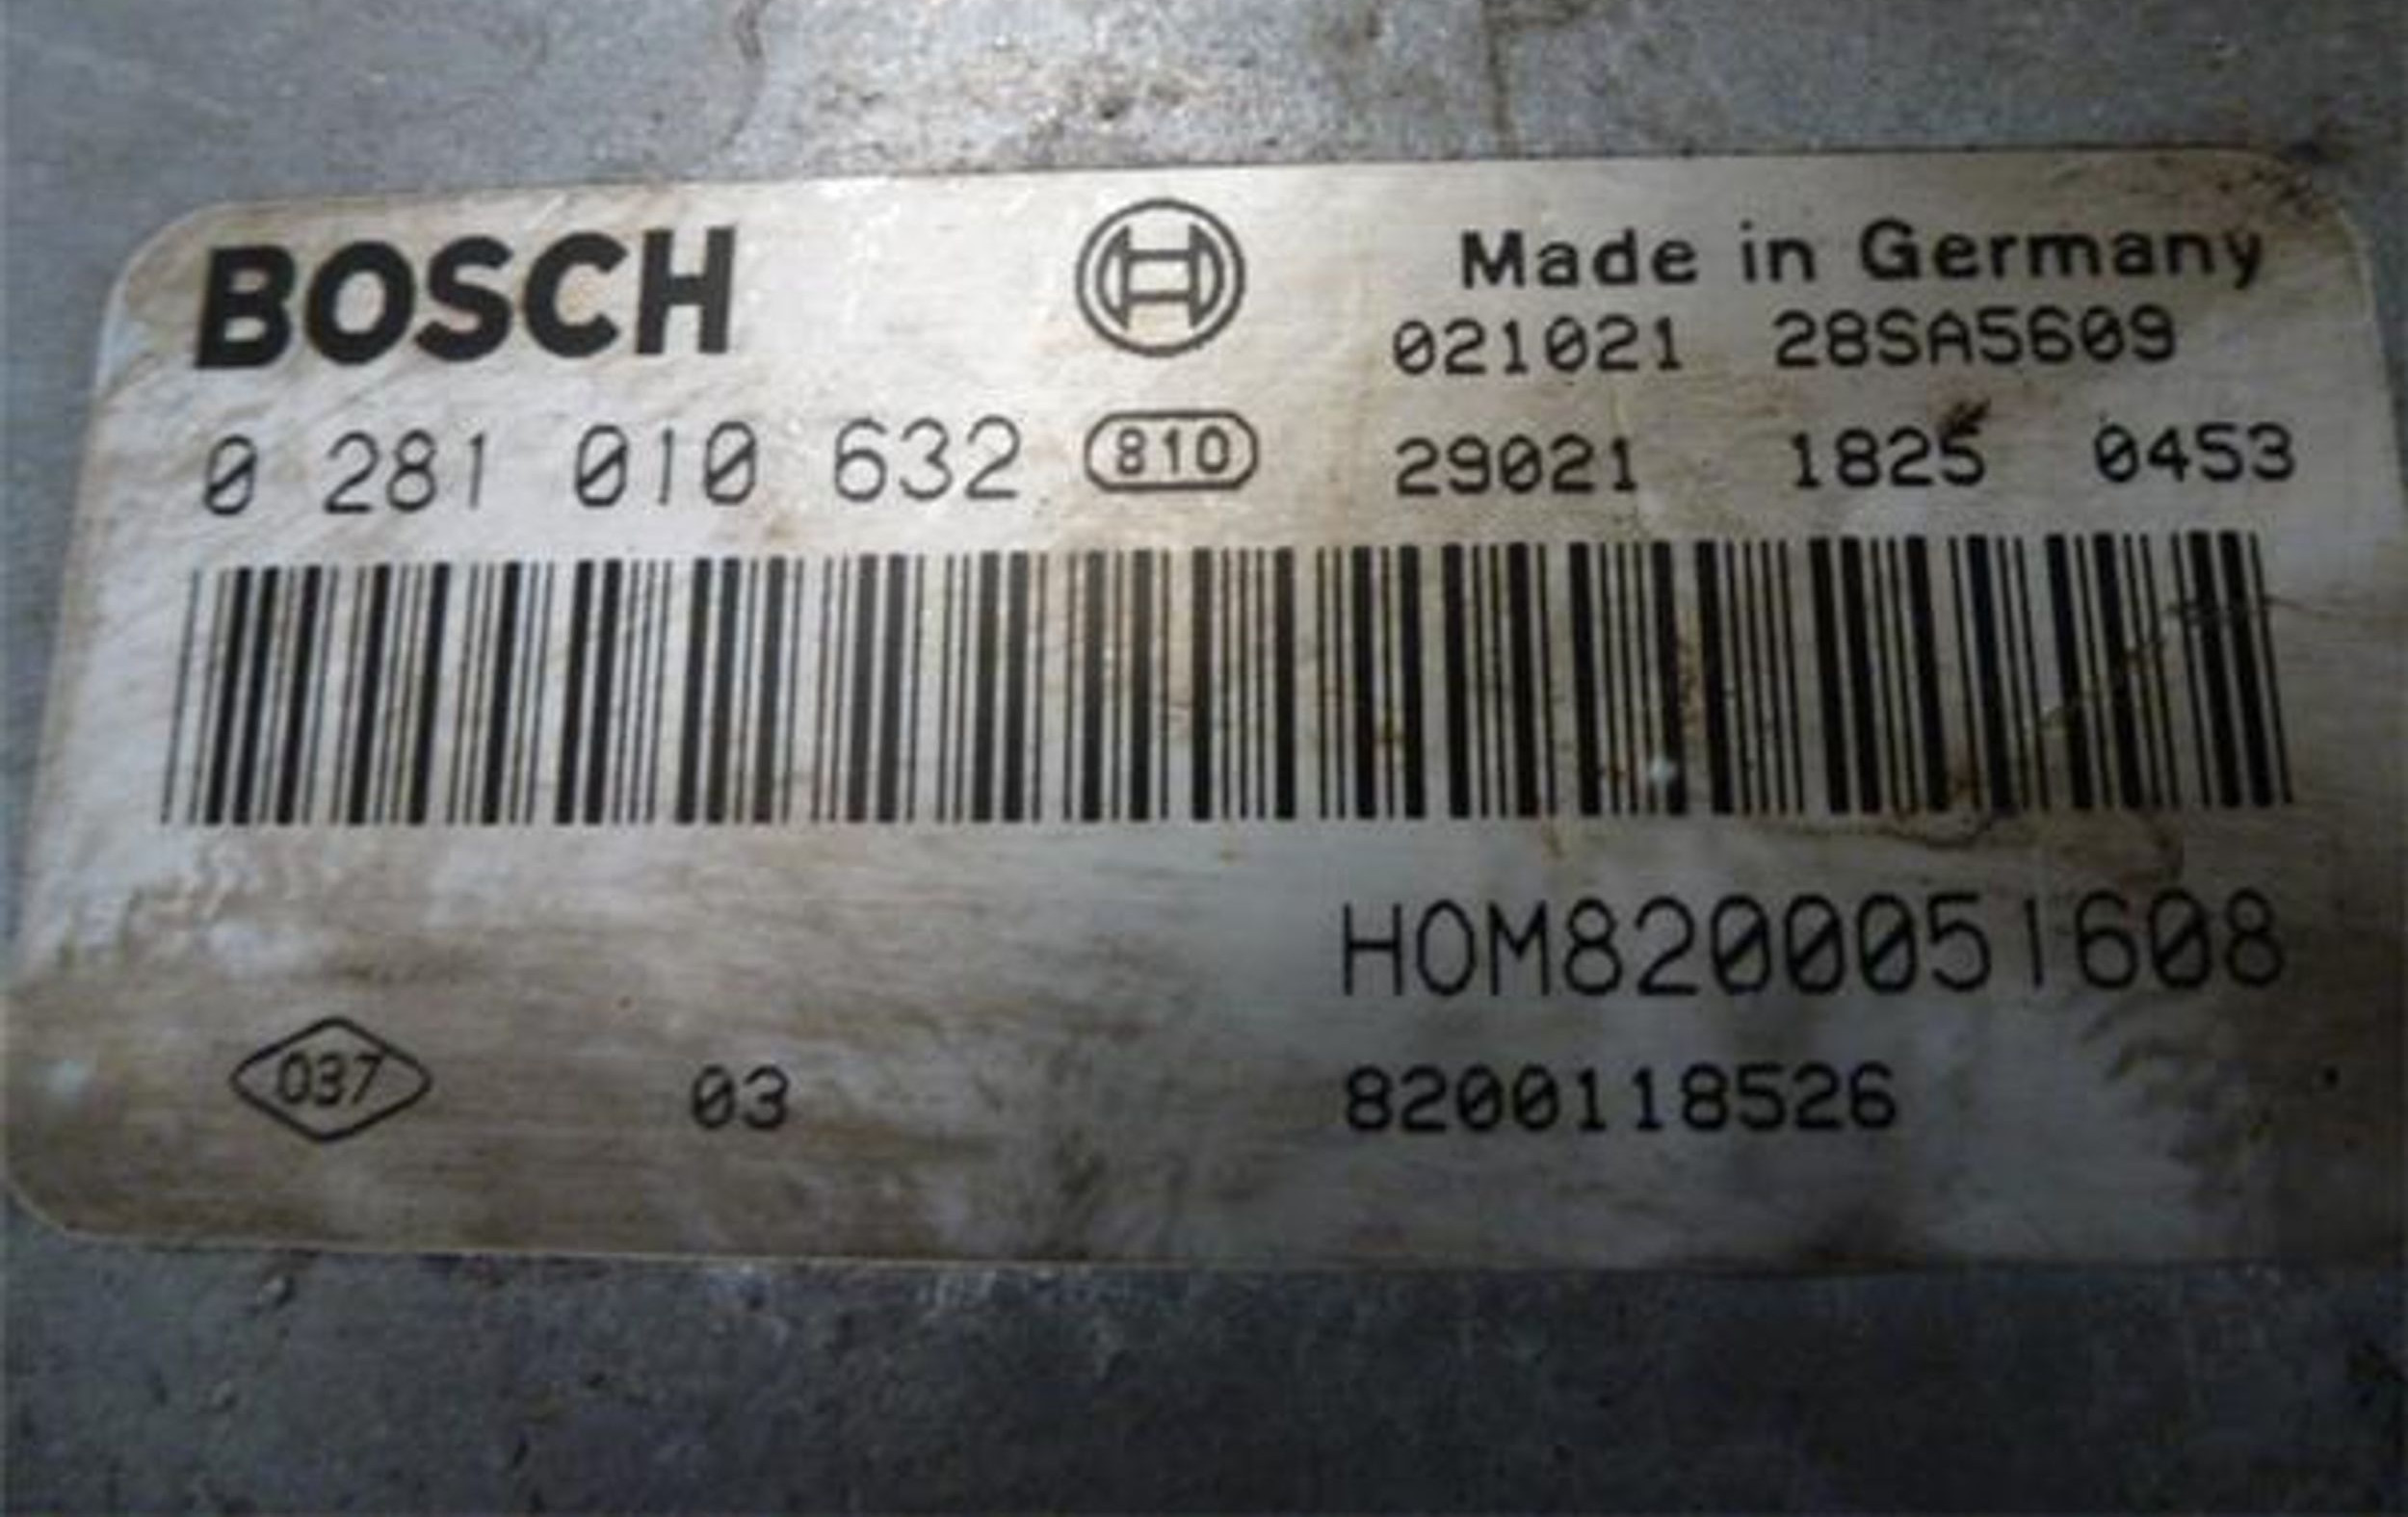 BOSCH
Made in Germany
021021 28SA5609
0 281 010 632 810 29021 1825 0453
HOM8200051608
037 03 8200118526